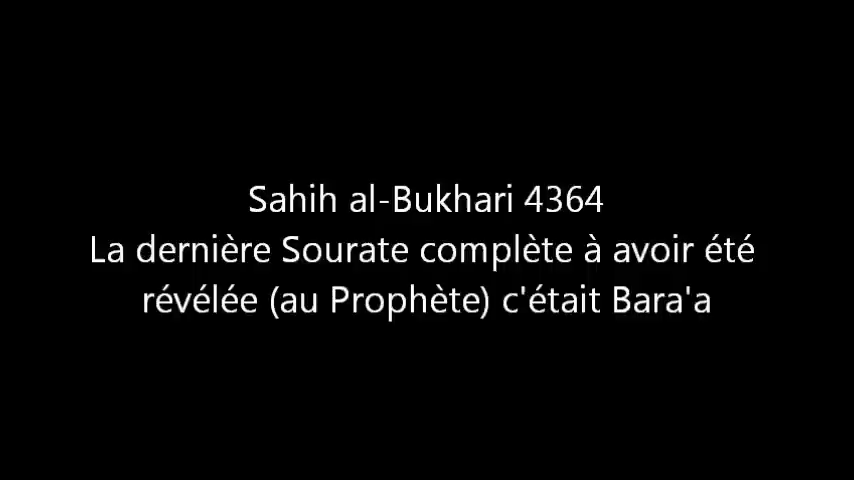 Sahih al-Bukhari 4364
La dernière Sourate complète à avoir été
révélée (au Prophète) c'était Bara'a